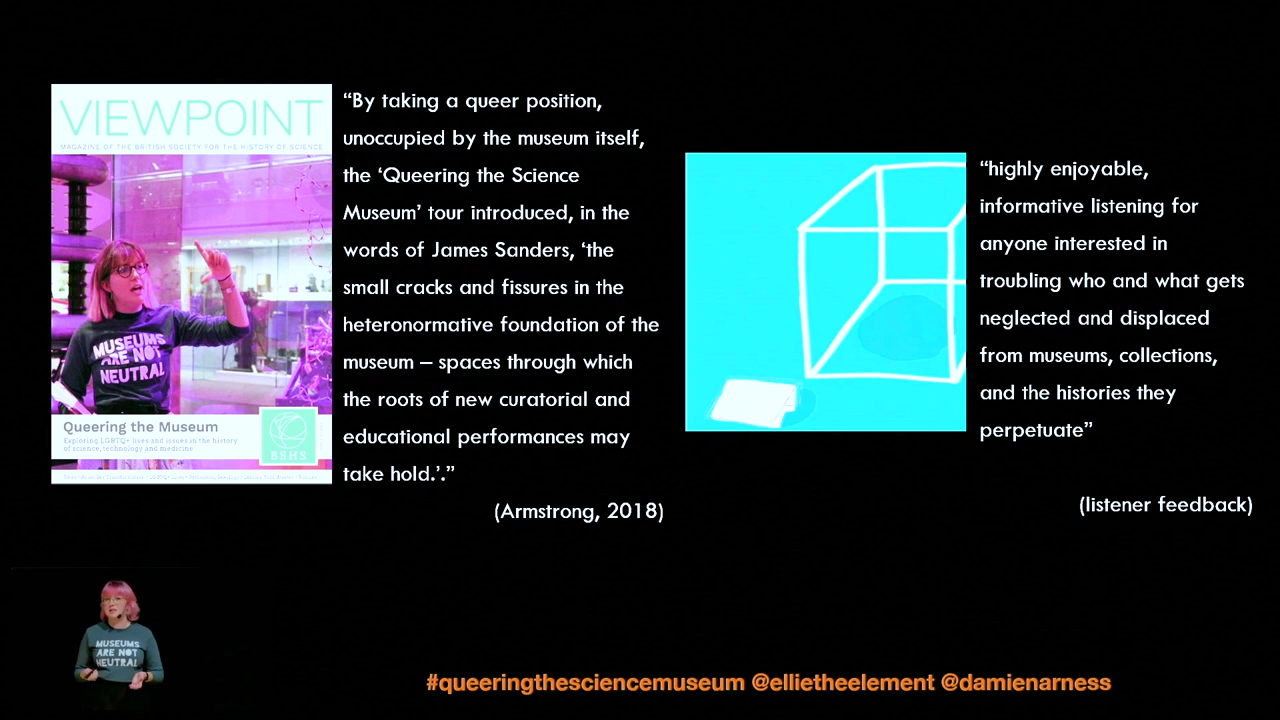 VIEWPOINT
MAGAZINE OF THE BRITISH SOCIETY FOR THE HISTORY OF SCIENCE
MUSEUMS
ARE NOT
NEUTRAL
Queering the Museum
Exploring LGBTQ+ lives and issues in the history
of science, technology and medicine
BSHS
“By taking a queer position,
unoccupied by the museum itself,
the ‘Queering the Science
Museum’ tour introduced, in the
words of James Sanders, ‘the
small cracks and fissures in the
heteronormative foundation of the
museum – spaces through which
the roots of new curatorial and
educational performances may
take hold.’.”
(Armstrong, 2018)
“highly enjoyable,
informative listening for
anyone interested in
troubling who and what gets
neglected and displaced
from museums, collections,
and the histories they
perpetuate”
(listener feedback)
MUSEUMS
ARE NOT
NEUTRAL
#queeringthesciencemuseum @ellietheelement @damienarness